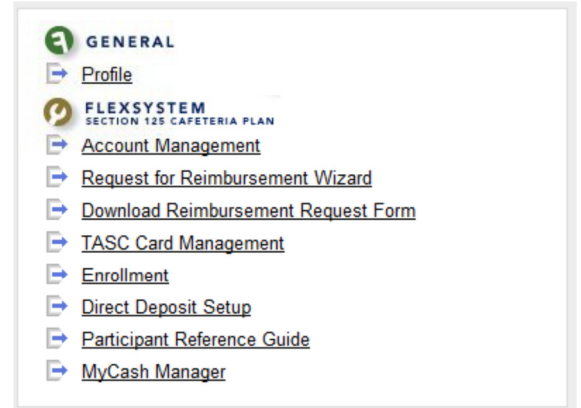 GENERAL
Profile
FLEXSYSTEM
SECTION 125 CAFETERIA PLAN
Account Management
Request for Reimbursement Wizard
Download Reimbursement Request Form
TASC Card Management
Enrollment
Direct Deposit Setup
Participant Reference Guide
MyCash Manager